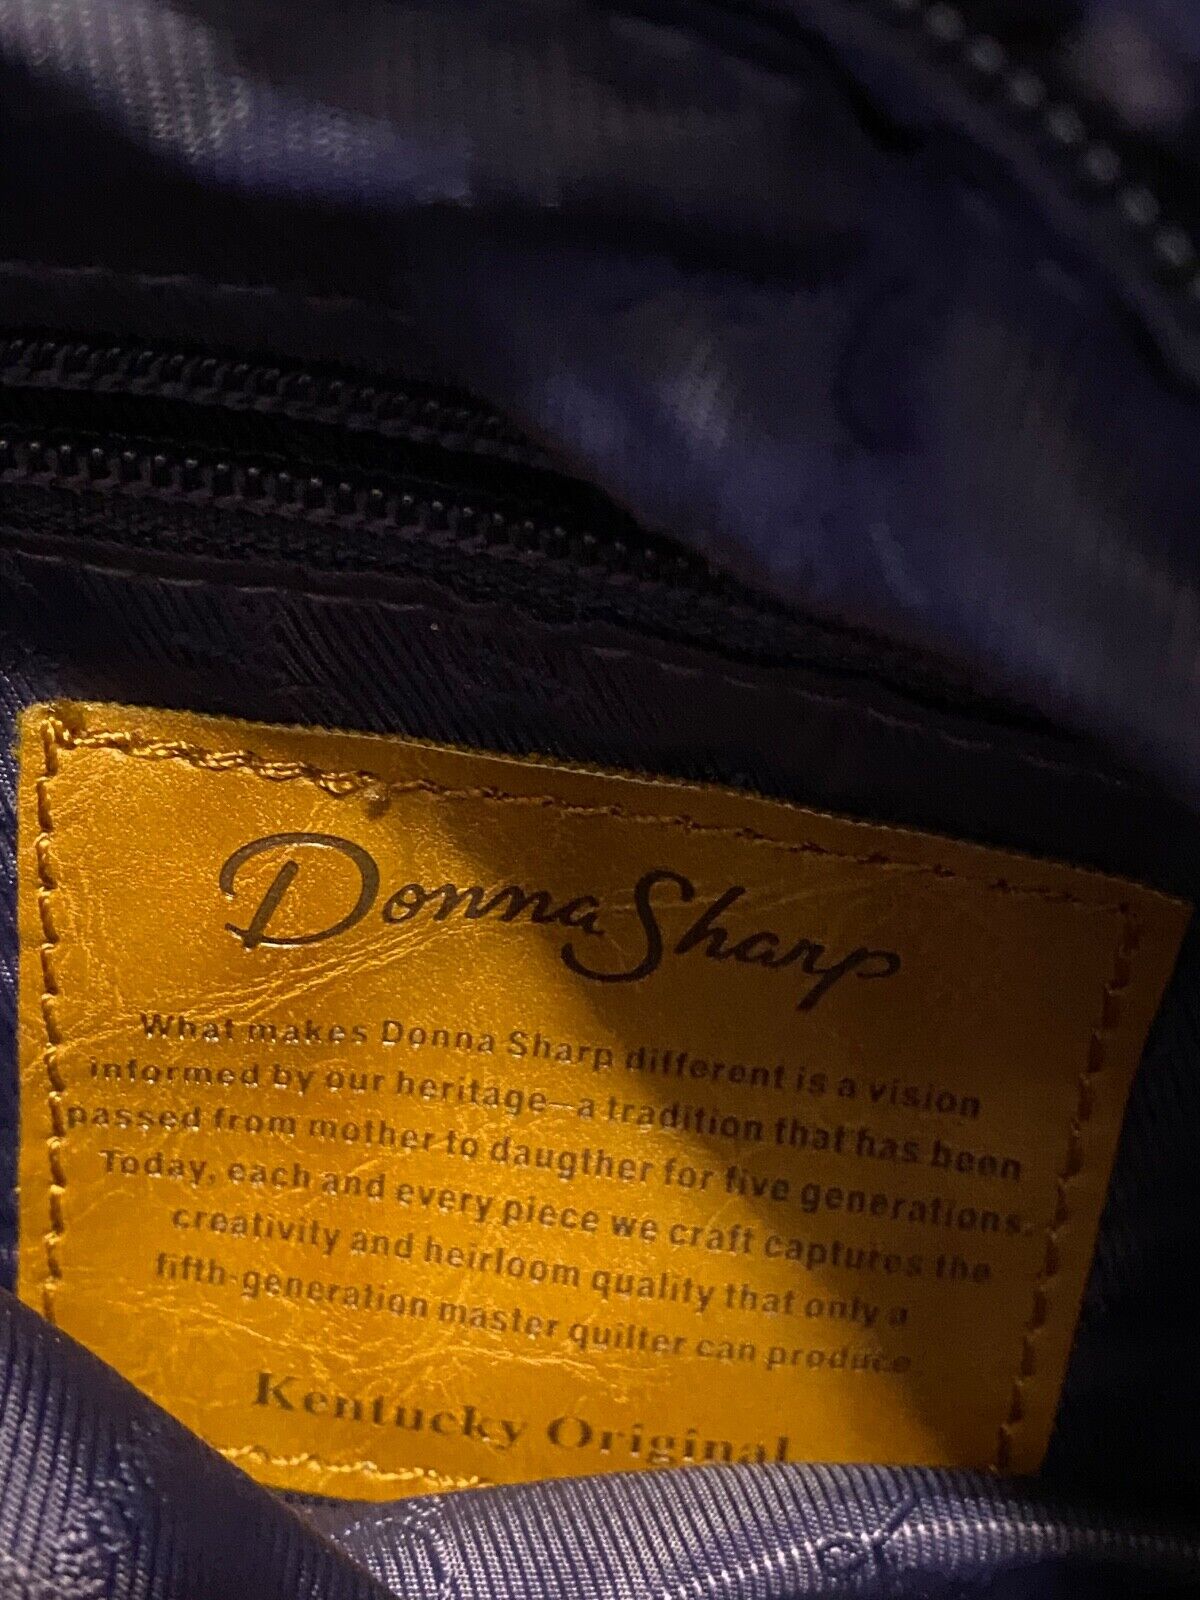 Donna Sharp
What makes Donna Sharp different is a vision
informed by our heritage—a tradition that has been
passed from mother to daugther for five generations.
Today, each and every piece we craft captures the
creativity and heirloom quality that only a
fifth-generation master quilter can produce
Kentucky Original